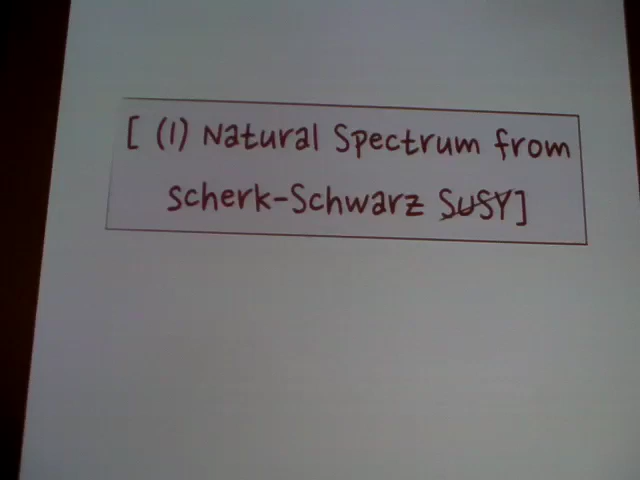 [ (1) Natural Spectrum from
Scherk-Schwarz SUSY]